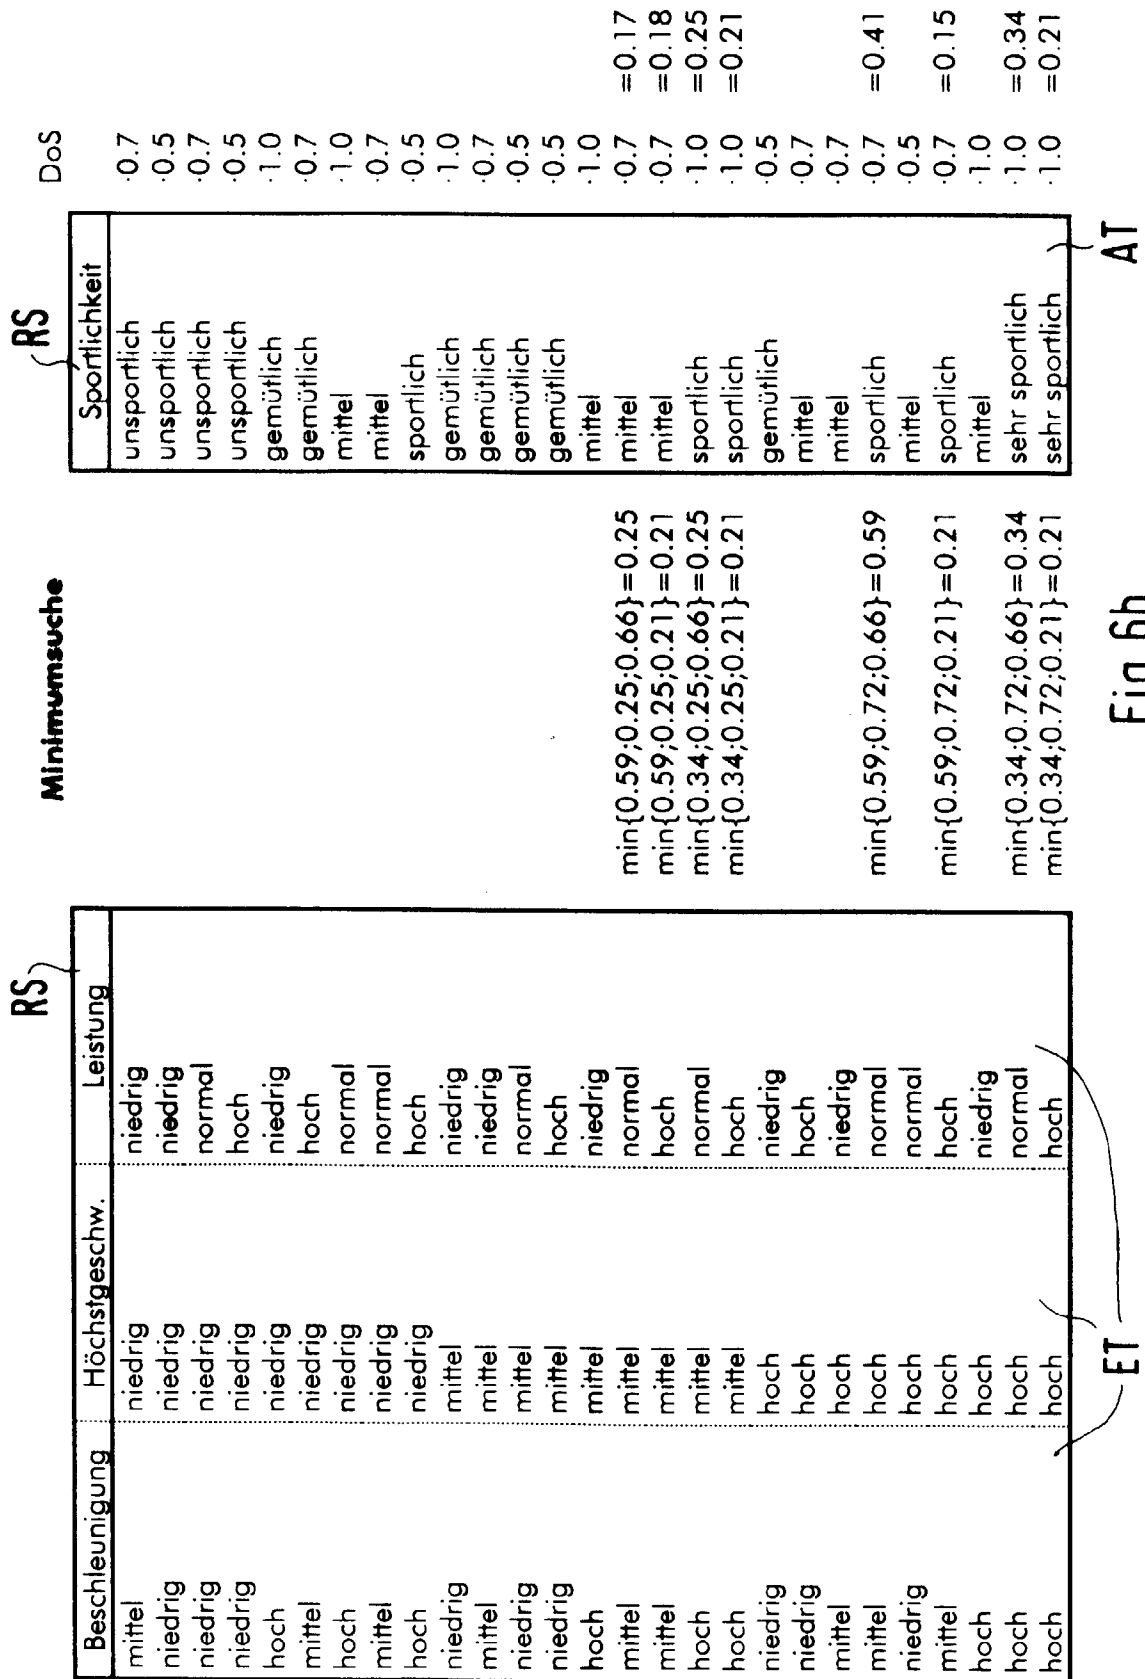 RS RS
Minimumsuche DoS
Beschleunigung Höchstgeschw. Leistung Sportlichkeit
mittel niedrig niedrig unsportlich ·0.7
niedrig niedrig niedrig unsportlich ·0.5
niedrig niedrig normal unsportlich ·0.7
niedrig niedrig hoch unsportlich ·0.5
hoch niedrig niedrig gemütlich ·1.0
mittel niedrig hoch gemütlich ·0.7
hoch niedrig normal mittel ·1.0
mittel niedrig normal mittel ·0.7
hoch niedrig hoch sportlich ·0.5
niedrig mittel niedrig gemütlich ·1.0
mittel mittel niedrig gemütlich ·0.7
niedrig mittel normal gemütlich ·0.5
niedrig mittel hoch gemütlich ·0.5
hoch mittel niedrig mittel ·1.0
mittel mittel normal min{0.59;0.25;0.66}=0.25 mittel ·0.7 =0.17
mittel mittel hoch min{0.59;0.25;0.21}=0.21 mittel ·0.7 =0.18
hoch mittel normal min{0.34;0.25;0.66}=0.25 sportlich ·1.0 =0.25
hoch mittel hoch min{0.34;0.25;0.21}=0.21 sportlich ·1.0 =0.21
niedrig hoch niedrig gemütlich ·0.5
niedrig hoch hoch mittel ·0.7
mittel hoch niedrig mittel ·0.7
mittel hoch normal min{0.59;0.72;0.66}=0.59 sportlich ·0.7 =0.41
niedrig hoch normal mittel ·0.5
mittel hoch hoch min{0.59;0.72;0.21}=0.21 sportlich ·0.7 =0.15
hoch hoch niedrig mittel ·1.0
hoch hoch normal min{0.34;0.72;0.66}=0.34 sehr sportlich ·1.0 =0.34
hoch hoch hoch min{0.34;0.72;0.21}=0.21 sehr sportlich ·1.0 =0.21
ET AT
Fig.6b